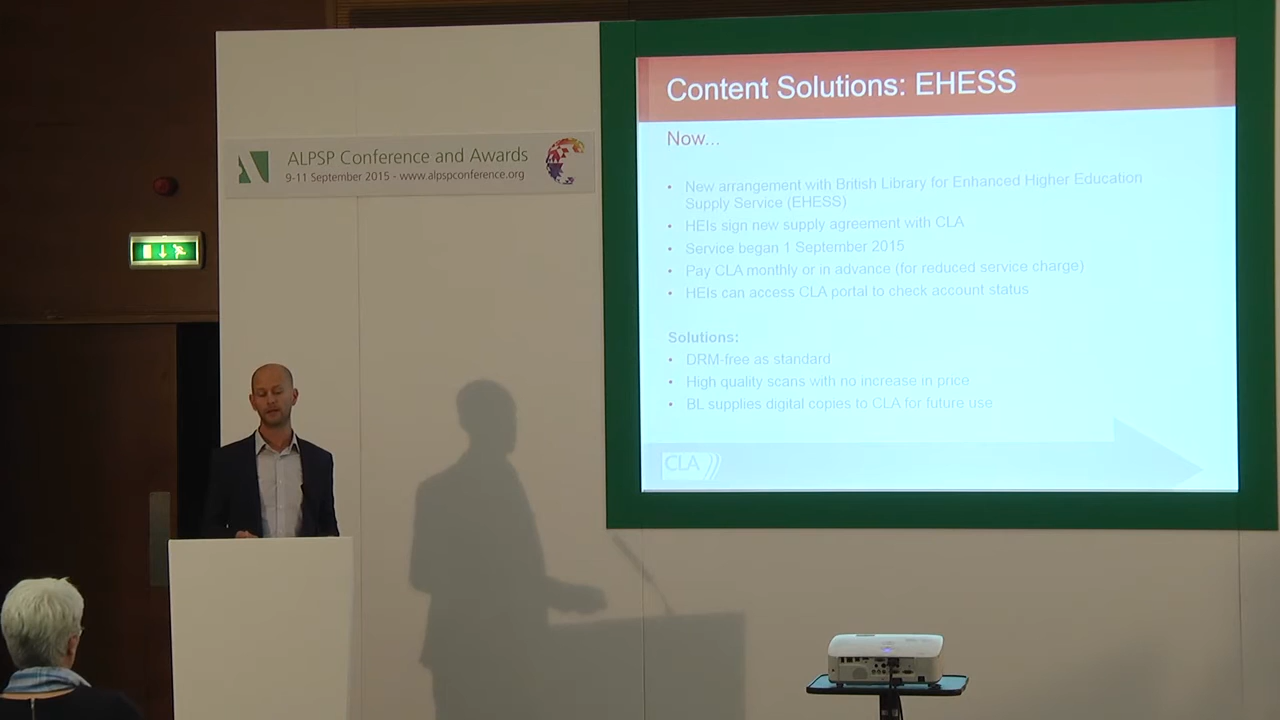 ALPSP Conference and Awards
9-11 September 2015 - www.alpspconference.org
Content Solutions: EHESS
Now...
• New arrangement with British Library for Enhanced Higher Education
Supply Service (EHESS)
• HEIs sign new supply agreement with CLA
• Service began 1 September 2015
• Pay CLA monthly or in advance (for reduced service charge)
• HEIs can access CLA portal to check account status
Solutions:
• DRM-free as standard
• High quality scans with no increase in price
• BL supplies digital copies to CLA for future use
CLA